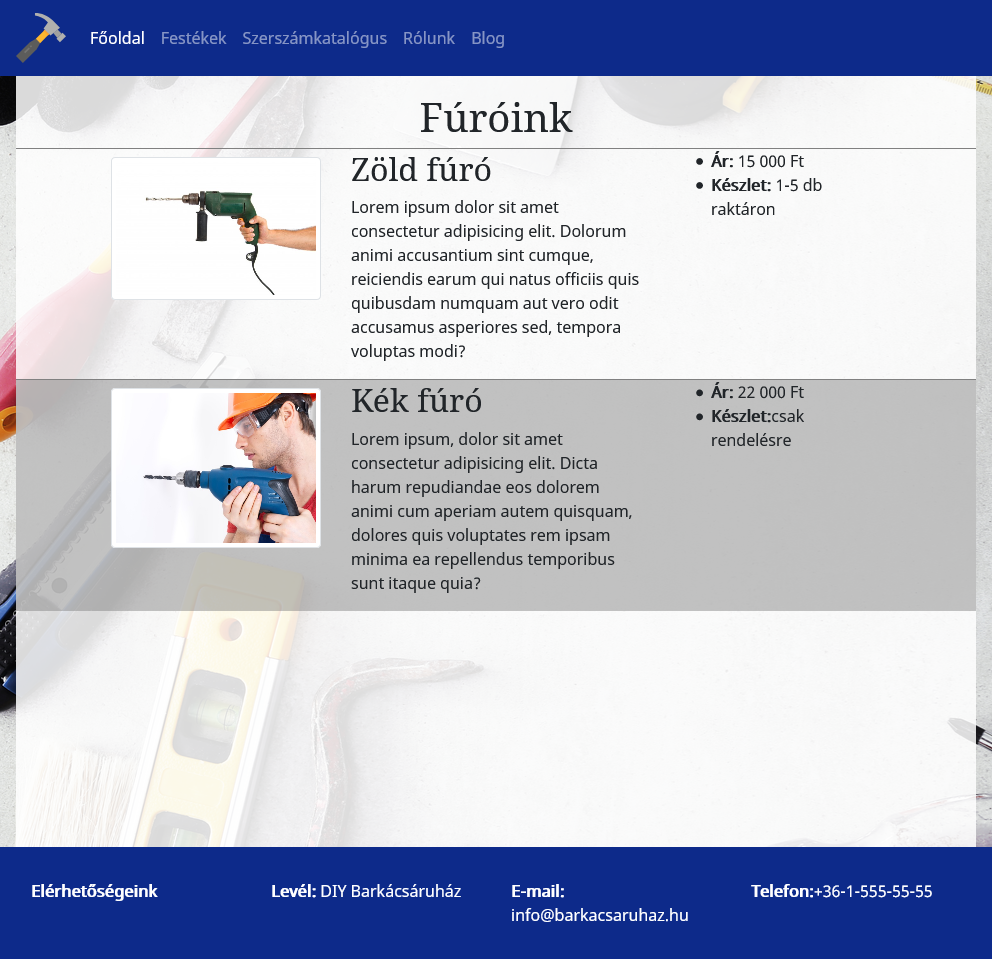 Főoldal Festékek Szerszámkatalógus Rólunk Blog
Fúróink
Zöld fúró
Lorem ipsum dolor sit amet
consectetur adipisicing elit. Dolorum
animi accusantium sint cumque,
reiciendis earum qui natus officiis quis
quibusdam numquam aut vero odit
accusamus asperiores sed, tempora
voluptas modi?
Ár: 15 000 Ft
Készlet: 1-5 db
raktáron
Kék fúró
Lorem ipsum, dolor sit amet
consectetur adipisicing elit. Dicta
harum repudiandae eos dolorem
animi cum aperiam autem quisquam,
dolores quis voluptates rem ipsam
minima ea repellendus temporibus
sunt itaque quia?
Ár: 22 000 Ft
Készlet:csak
rendelésre
Elérhetőségeink
Levél: DIY Barkácsáruház
E-mail:
info@barkacsaruhaz.hu
Telefon:+36-1-555-55-55